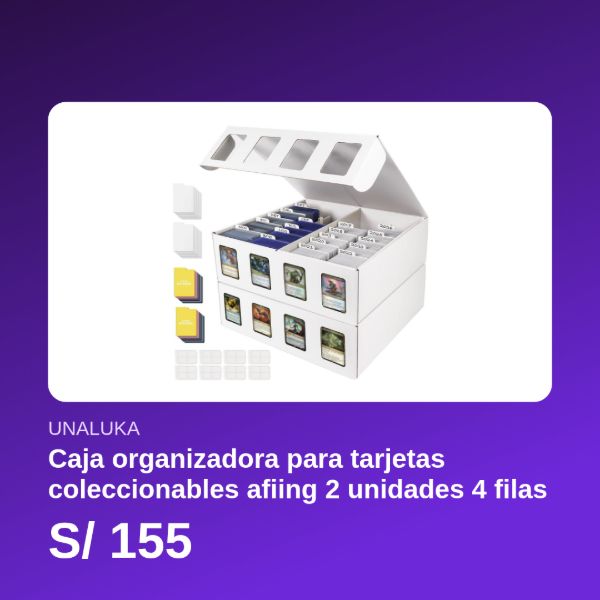 UNALUKA
Caja organizadora para tarjetas
coleccionables afiing 2 unidades 4 filas
S/ 155